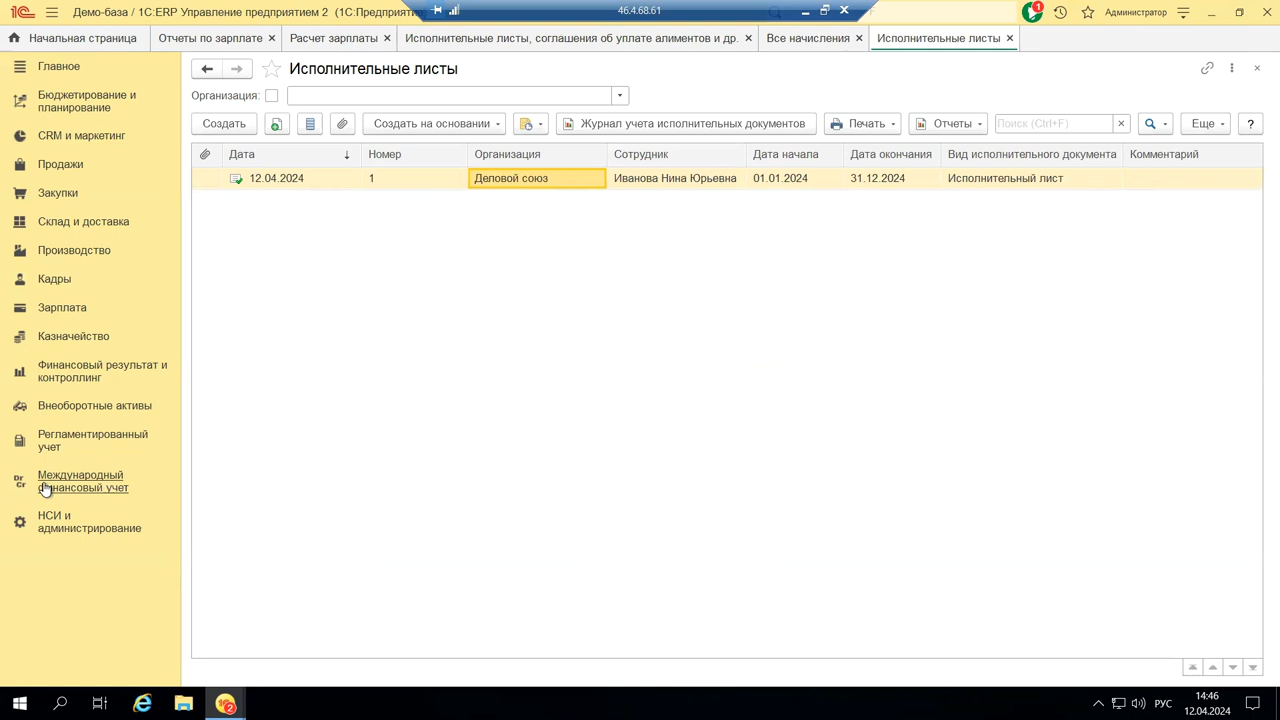 Демо-база / 1С:ERP Управление предприятием 2 (1С:Предприяти
46.4.68.61
1
Администратор
Начальная страница
Отчеты по зарплате
Расчет зарплаты
Исполнительные листы, соглашения об уплате алиментов и др.
Все начисления
Исполнительные листы
Главное
Бюджетирование и
планирование
CRM и маркетинг
Продажи
Закупки
Склад и доставка
Производство
Кадры
Зарплата
Казначейство
Финансовый результат и
контроллинг
Внеоборотные активы
Регламентированный
учет
Dr
Cr
Международный
финансовый учет
НСИ и
администрирование
Исполнительные листы
Организация:
Создать
Создать на основании
Журнал учета исполнительных документов
Печать
Отчеты
Поиск (Ctrl+F)
Еще
?
Дата
Номер
Организация
Сотрудник
Дата начала
Дата окончания
Вид исполнительного документа
Комментарий
12.04.2024
1
Деловой союз
Иванова Нина Юрьевна
01.01.2024
31.12.2024
Исполнительный лист
2
РУС
14:46
12.04.2024